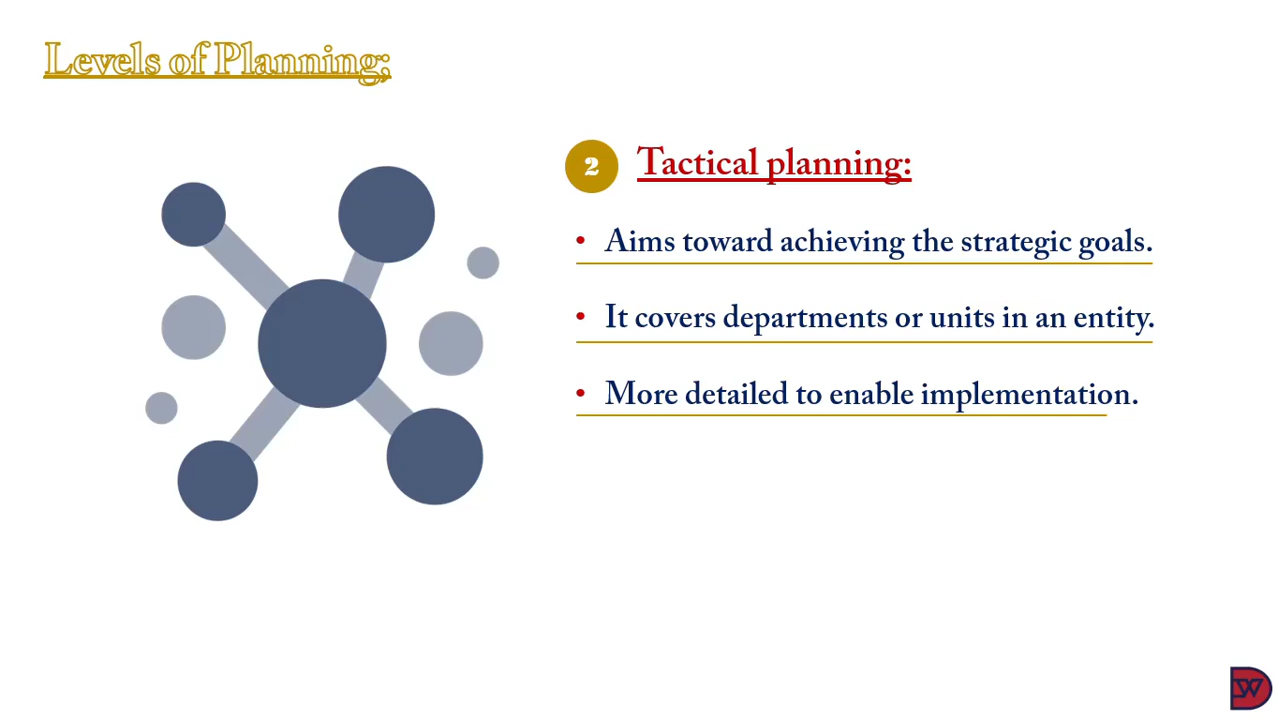 Levels of Planning;
2 Tactical planning:
• Aims toward achieving the strategic goals.
• It covers departments or units in an entity.
• More detailed to enable implementation.
DW